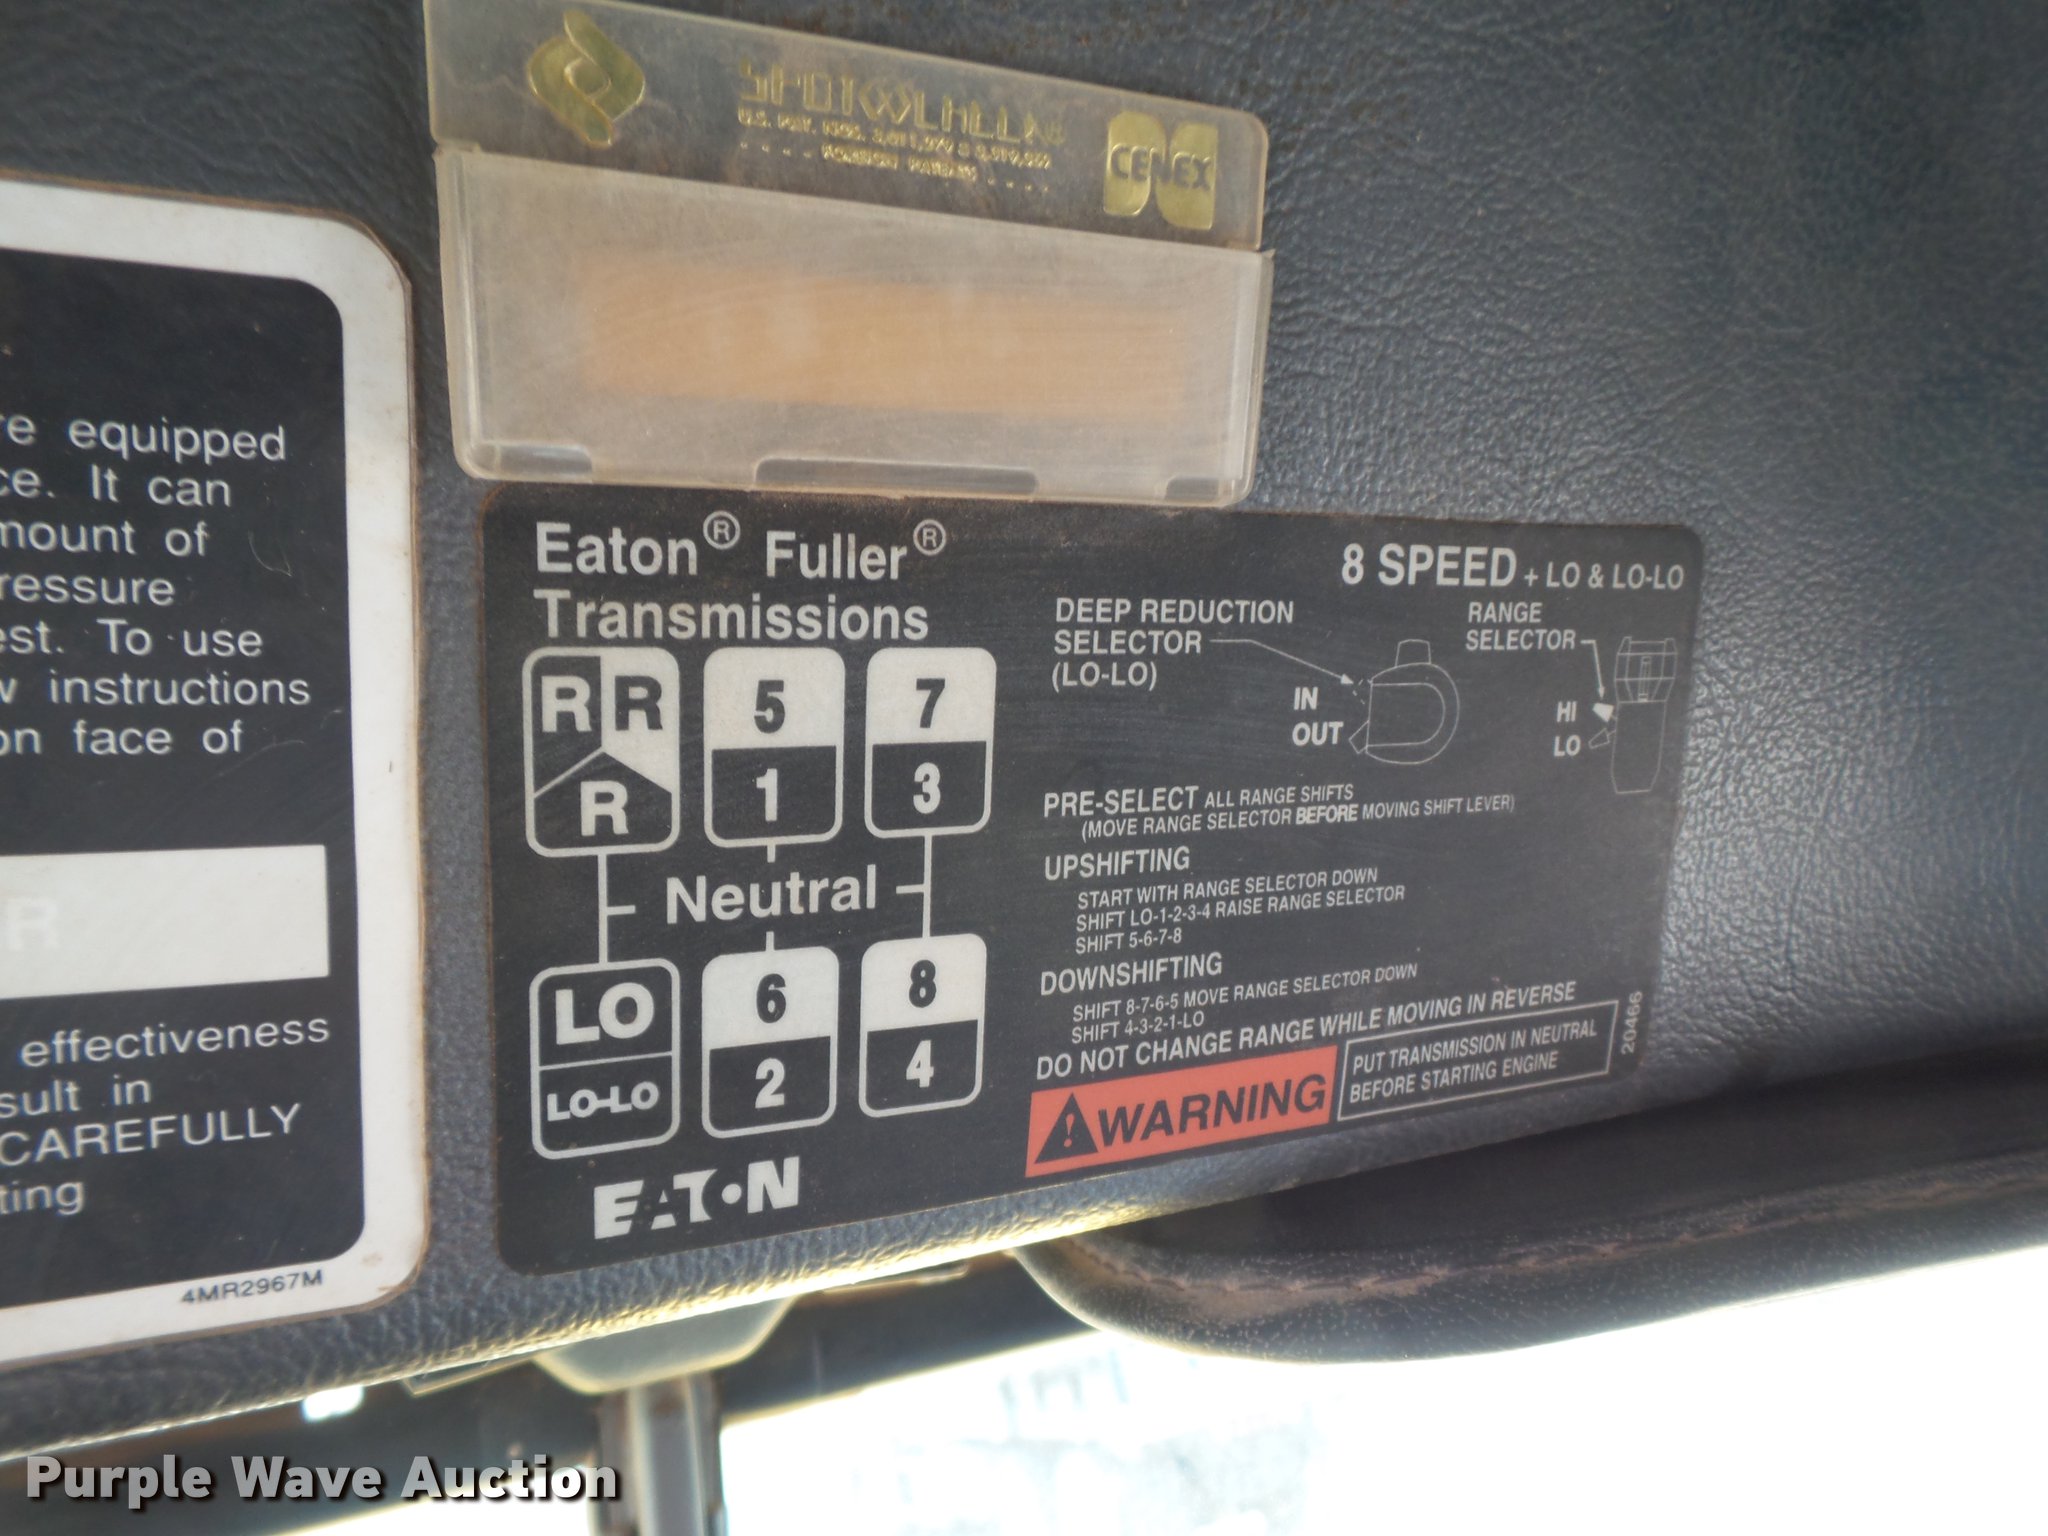 SPOTWELHELLA®
U.S. PAT. NOS.
CENEX
re equipped
ce. It can
mount of
ressure
est. To use
w instructions
on face of
R
effectiveness
sult in
CAREFULLY
ting
4MR2967M
Eaton® Fuller®
Transmissions
8 SPEED + LO & LO-LO
R R 5 7
R 1 3
Neutral
LO 6 8
LO-LO 2 4
EATON
DEEP REDUCTION
SELECTOR
(LO-LO)
IN
OUT
RANGE
SELECTOR
HI
LO
PRE-SELECT ALL RANGE SHIFTS
(MOVE RANGE SELECTOR BEFORE MOVING SHIFT LEVER)
UPSHIFTING
START WITH RANGE SELECTOR DOWN
SHIFT LO-1-2-3-4 RAISE RANGE SELECTOR
SHIFT 5-6-7-8
DOWNSHIFTING
SHIFT 8-7-6-5 MOVE RANGE SELECTOR DOWN
SHIFT 4-3-2-1-LO
DO NOT CHANGE RANGE WHILE MOVING IN REVERSE
WARNING
PUT TRANSMISSION IN NEUTRAL
BEFORE STARTING ENGINE
20466
Purple Wave Auction